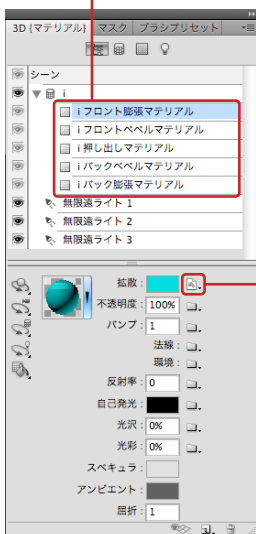 3D {マテリアル} マスク ブラシプリセット
シーン
i
i フロント膨張マテリアル
i フロントベベルマテリアル
i 押し出しマテリアル
i バックベベルマテリアル
i バック膨張マテリアル
無限遠ライト 1
無限遠ライト 2
無限遠ライト 3
拡散 :
不透明度 : 100%
バンプ : 1
法線 :
環境 :
反射率 : 0
自己発光 :
光沢 : 0%
光彩 : 0%
スペキュラ :
アンビエント :
屈折 : 1